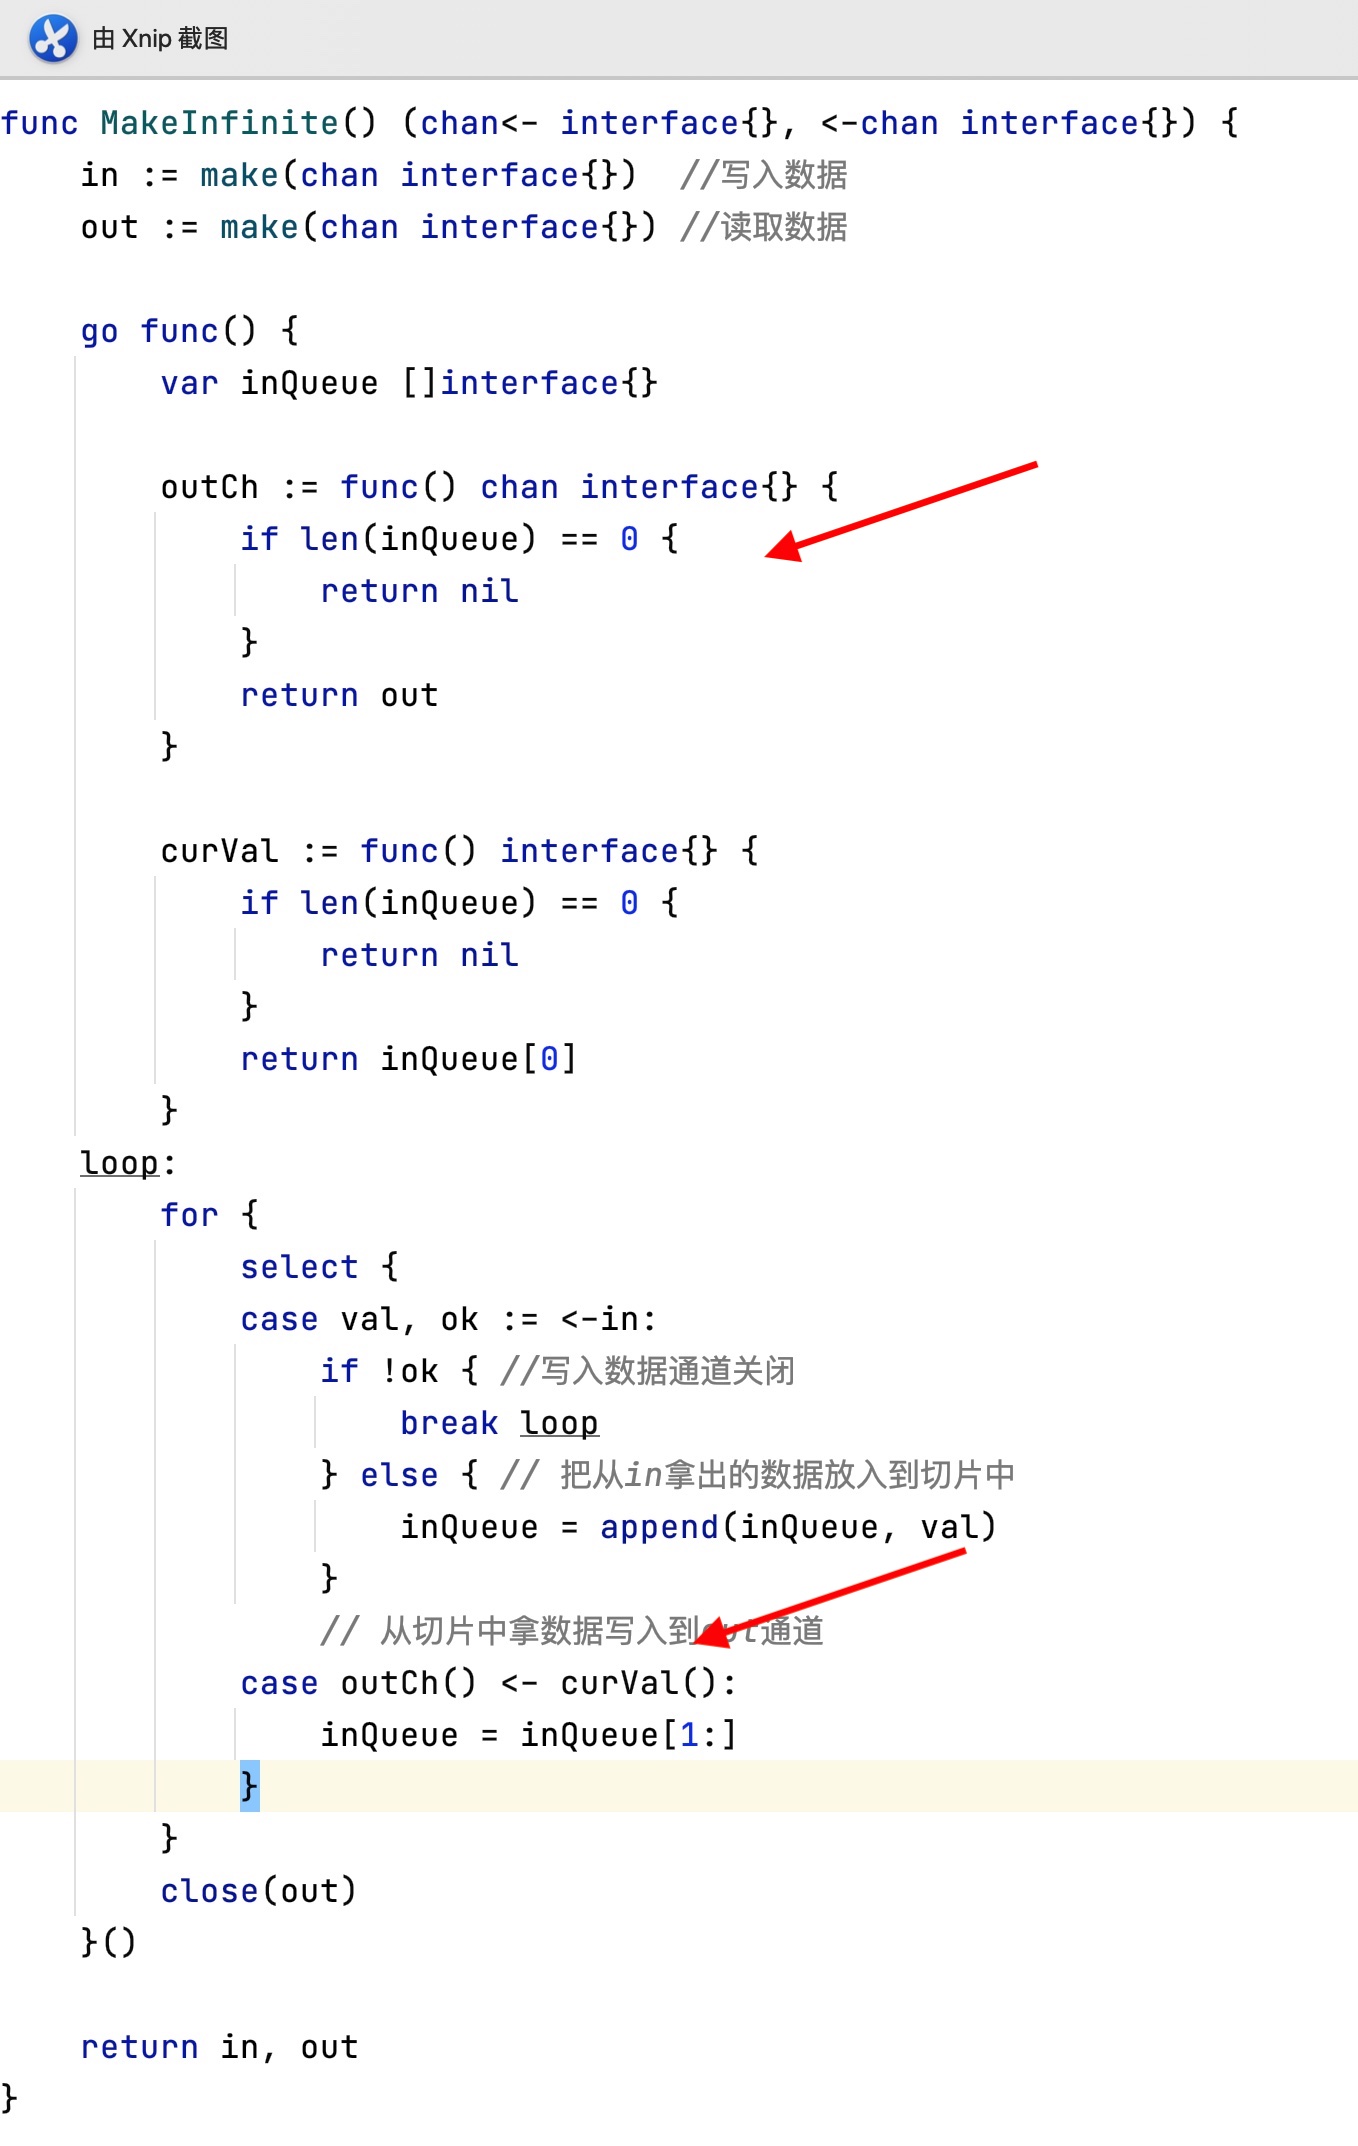 由 Xnip 截图
func MakeInfinite() (chan<- interface{}, <-chan interface{}) {
    in := make(chan interface{})  //写入数据
    out := make(chan interface{}) //读取数据

    go func() {
        var inQueue []interface{}

        outCh := func() chan interface{} {
            if len(inQueue) == 0 {
                return nil
            }
            return out
        }

        curVal := func() interface{} {
            if len(inQueue) == 0 {
                return nil
            }
            return inQueue[0]
        }
    loop:
        for {
            select {
            case val, ok := <-in:
                if !ok { //写入数据通道关闭
                    break loop
                } else { // 把从in拿出的数据放入到切片中
                    inQueue = append(inQueue, val)
                }
                // 从切片中拿数据写入到out通道
            case outCh() <- curVal():
                inQueue = inQueue[1:]
            }
        }
        close(out)
    }()

    return in, out
}